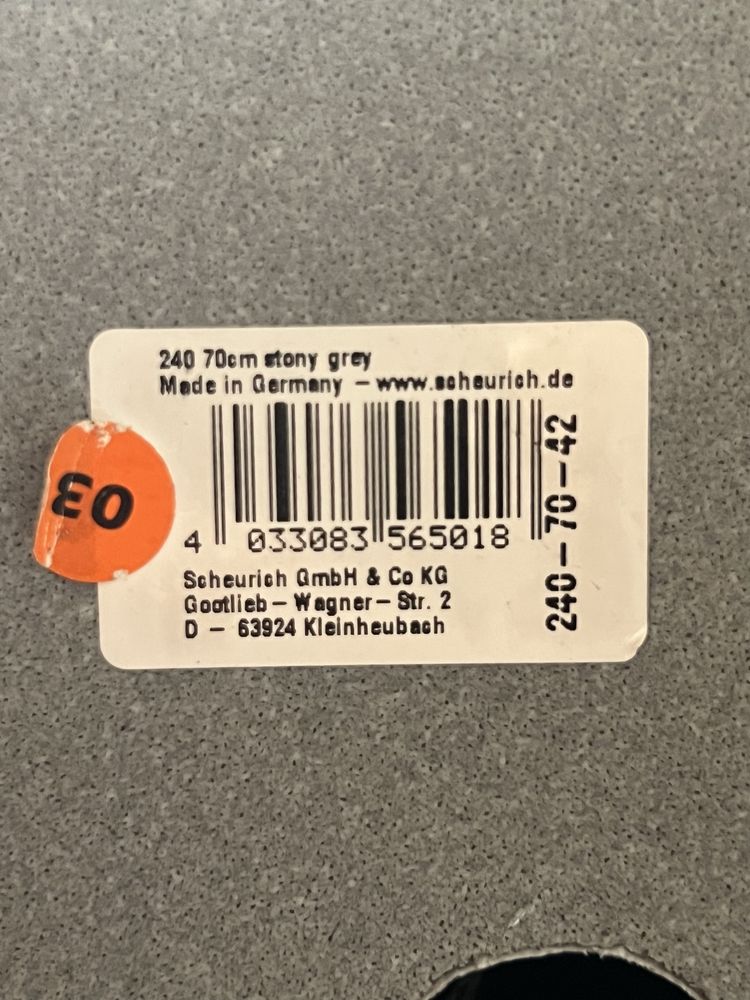 240 70cm stony grey
Made in Germany – www.scheurich.de
4 033083 565018
Scheurich GmbH & Co KG
Gootlieb – Wagner – Str. 2
D – 63924 Kleinheubach
240–70–42
03